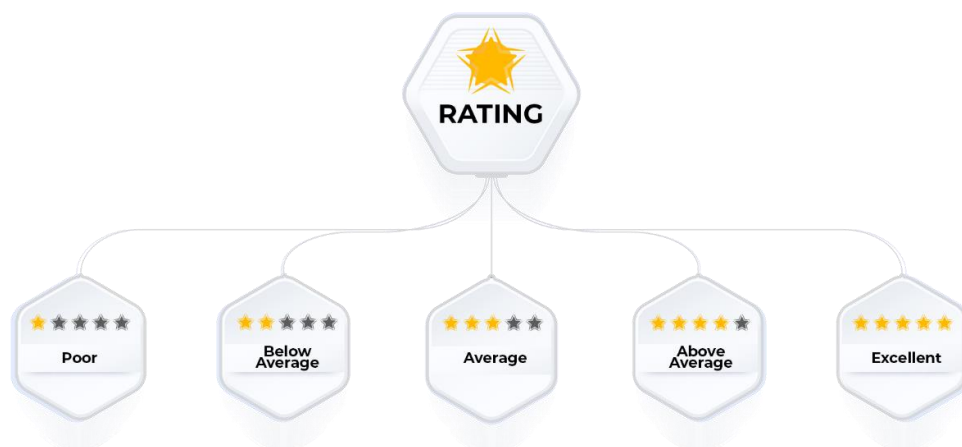 RATING
Poor
Below
Average
Average
Above
Average
Excellent